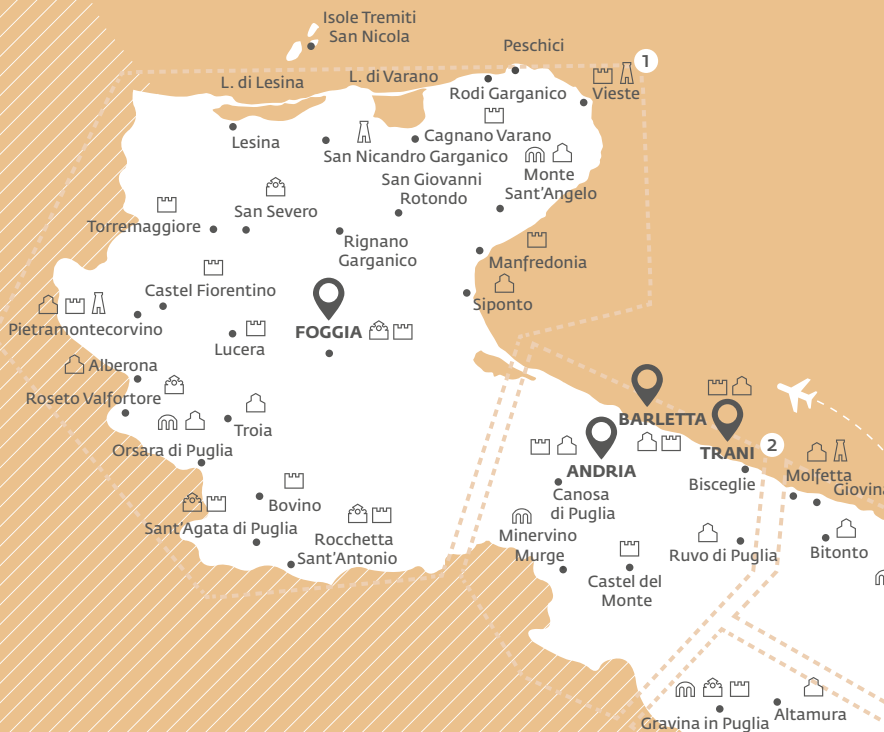 Isole Tremiti
San Nicola
Peschici
1
L. di Lesina
L. di Varano
Rodi Garganico
Vieste
Lesina
Cagnano Varano
San Nicandro Garganico
Monte
Sant'Angelo
San Giovanni
Rotondo
San Severo
Torremaggiore
Rignano
Garganico
Manfredonia
Castel Fiorentino
Siponto
Pietramontecorvino
FOGGIA
Lucera
Alberona
Roseto Valfortore
Troia
BARLETTA
TRANI
2
Orsara di Puglia
ANDRIA
Bisceglie
Molfetta
Giovina
Canosa
di Puglia
Bovino
Sant'Agata di Puglia
Rocchetta
Sant'Antonio
Minervino
Murge
Ruvo di Puglia
Bitonto
Castel del
Monte
Gravina in Puglia
Altamura